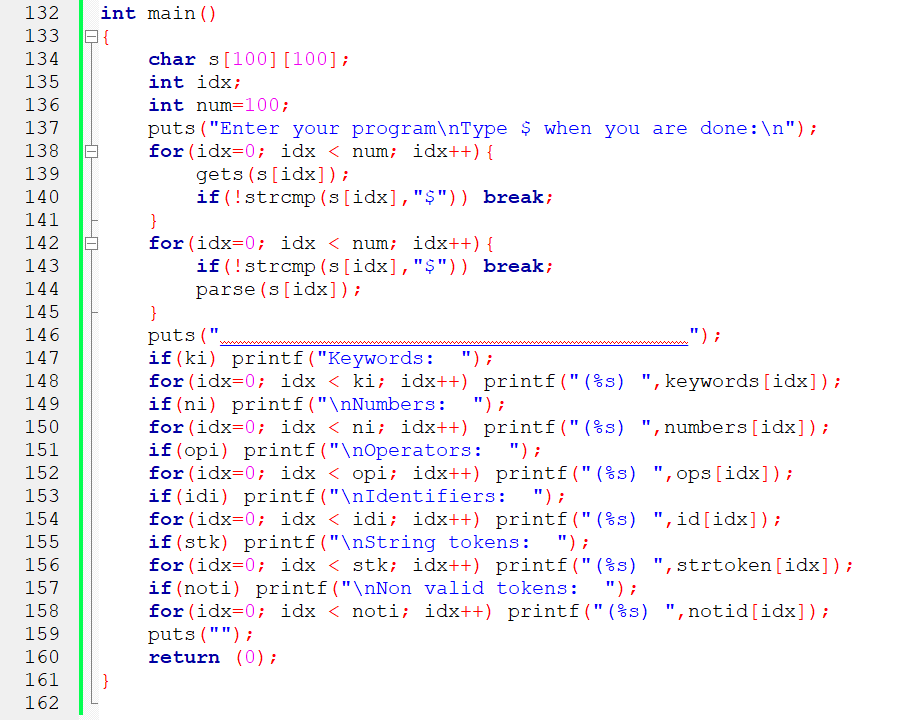 132 int main()
133 {
134 char s[100][100];
135 int idx;
136 int num=100;
137 puts("Enter your program\nType $ when you are done:\n");
138 for(idx=0; idx < num; idx++){
139 gets(s[idx]);
140 if(!strcmp(s[idx],"$")) break;
141 }
142 for(idx=0; idx < num; idx++){
143 if(!strcmp(s[idx],"$")) break;
144 parse(s[idx]);
145 }
146 puts("_______________________________________");
147 if(ki) printf("Keywords:  ");
148 for(idx=0; idx < ki; idx++) printf("(%s) ",keywords[idx]);
149 if(ni) printf("\nNumbers:  ");
150 for(idx=0; idx < ni; idx++) printf("(%s) ",numbers[idx]);
151 if(opi) printf("\nOperators:  ");
152 for(idx=0; idx < opi; idx++) printf("(%s) ",ops[idx]);
153 if(idi) printf("\nIdentifiers:  ");
154 for(idx=0; idx < idi; idx++) printf("(%s) ",id[idx]);
155 if(stk) printf("\nString tokens:  ");
156 for(idx=0; idx < stk; idx++) printf("(%s) ",strtoken[idx]);
157 if(noti) printf("\nNon valid tokens:  ");
158 for(idx=0; idx < noti; idx++) printf("(%s) ",notid[idx]);
159 puts("");
160 return (0);
161 }
162